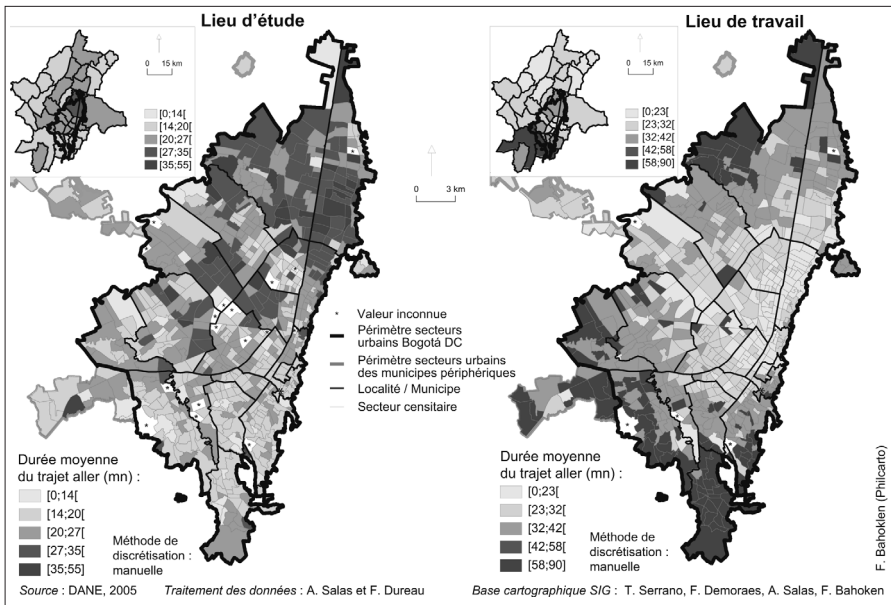 Lieu d'étude
0 15 km
[0;14[
[14;20[
[20;27[
[27;35[
[35;55]
Durée moyenne
du trajet aller (mn) :
[0;14[
[14;20[
[20;27[
[27;35[
[35;55]
Méthode de
discrétisation :
manuelle
0 3 km
* Valeur inconnue
Périmètre secteurs
urbains Bogotá DC
Périmètre secteurs urbains
des municipes périphériques
Localité / Municipe
Secteur censitaire
Lieu de travail
0 15 km
[0;23[
[23;32[
[32;42[
[42;58[
[58;90]
Durée moyenne
du trajet aller (mn) :
[0;23[
[23;32[
[32;42[
[42;58[
[58;90]
Méthode de
discrétisation :
manuelle
F. Bahoklen (Philcarto)
Source : DANE, 2005 Traitement des données : A. Salas et F. Dureau Base cartographique SIG : T. Serrano, F. Demoraes, A. Salas, F. Bahoken